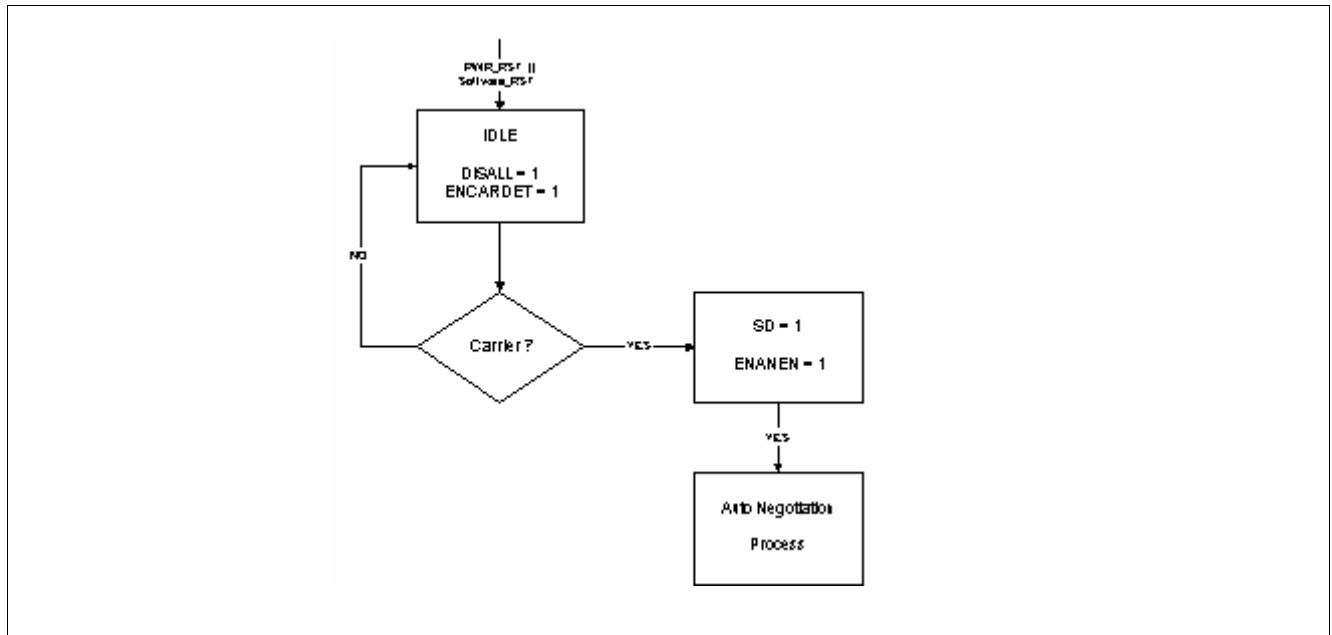 PWR_RST ||
Software_RST
IDLE
DISALL = 1
ENCARDET = 1
NO
Carrier ?
YES
SD = 1
ENANEN = 1
YES
Auto Negotiation
Process